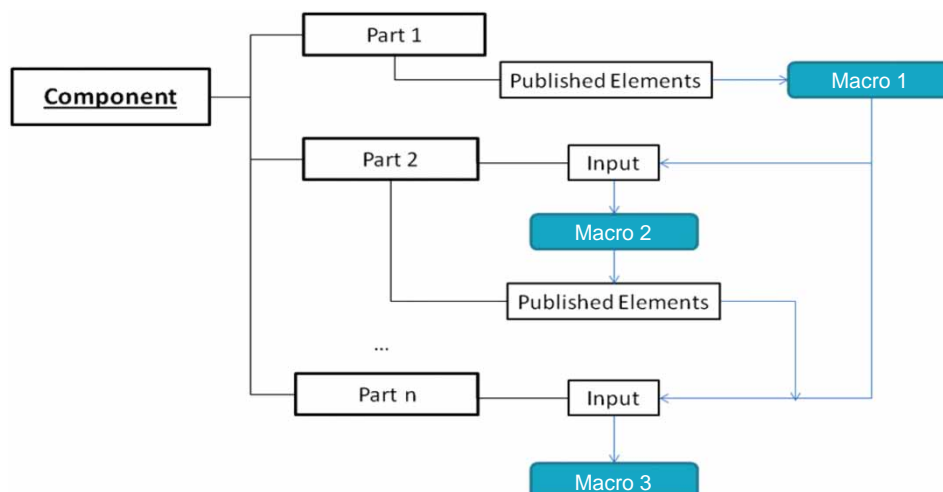 Part 1
Published Elements
Macro 1
Component
Part 2
Input
Macro 2
Published Elements
...
Part n
Input
Macro 3